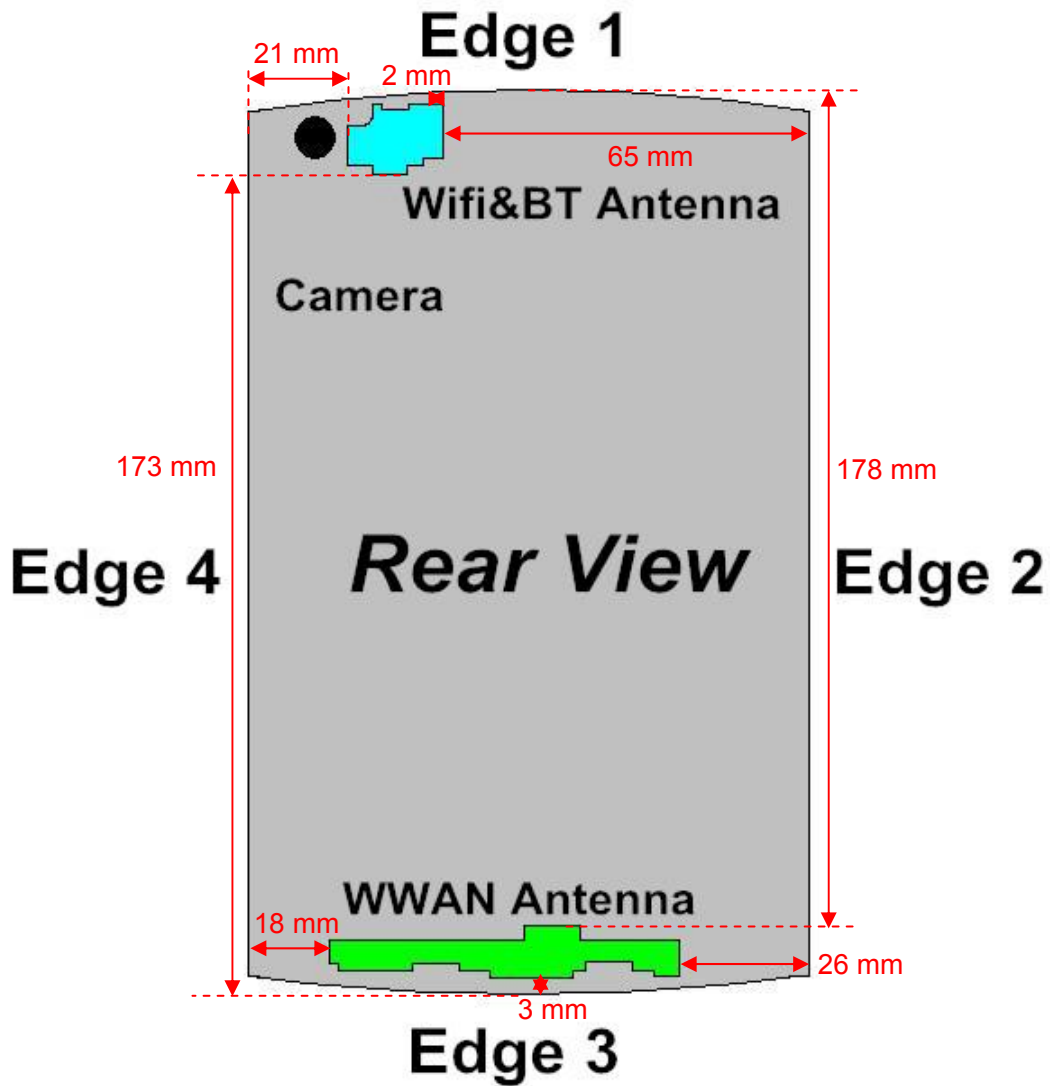 Edge 1
21 mm
2 mm
65 mm
Wifi&BT Antenna
Camera
173 mm
178 mm
Edge 4
Rear View
Edge 2
WWAN Antenna
18 mm
26 mm
3 mm
Edge 3